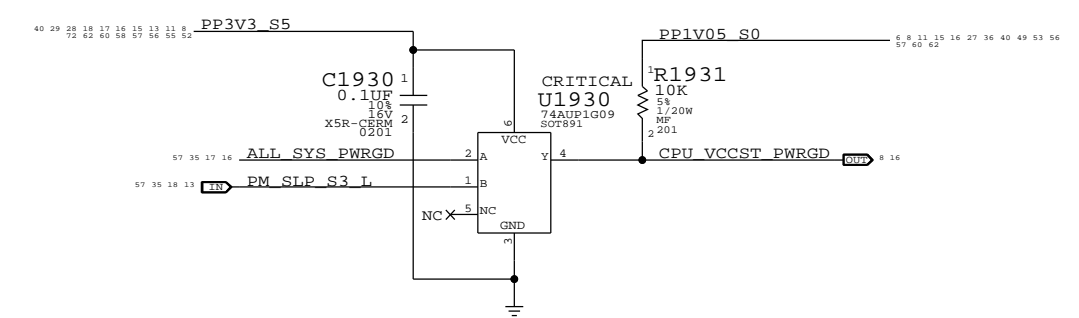 40 29 28 18 17 16 15 13 11 8 PP3V3_S5
72 62 60 58 57 56 55 52
PP1V05_S0 6 8 11 15 16 27 36 40 49 53 56
57 60 62
C1930 1
0.1UF
10%
16V
X5R-CERM
0201
2
CRITICAL
U1930
74AUP1G09
SOT891
1 R1931
10K
5%
1/20W
MF
201
2
6
VCC
57 35 17 16 ALL_SYS_PWRGD 2 A
Y 4 CPU_VCCST_PWRGD OUT 8 16
57 35 18 13 IN PM_SLP_S3_L 1 B
NC 5 NC
GND
3